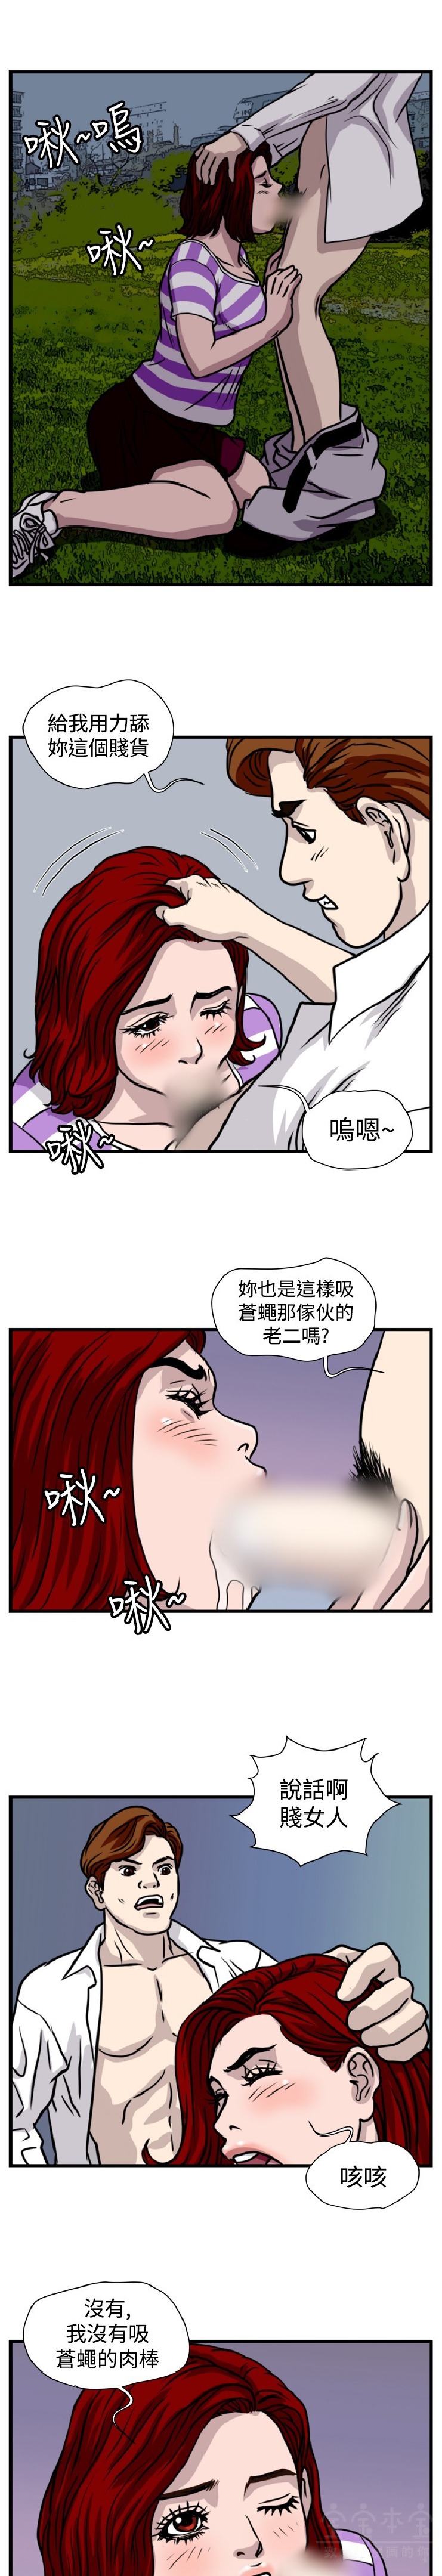 啾~嗚
啾~
給我用力舔
妳這個賤貨
啾~
嗚嗯~
妳也是這樣吸
蒼蠅那傢伙的
老二嗎?
啾~
啾~
說話啊
賤女人
咳咳
沒有,
我沒有吸
蒼蠅的肉棒